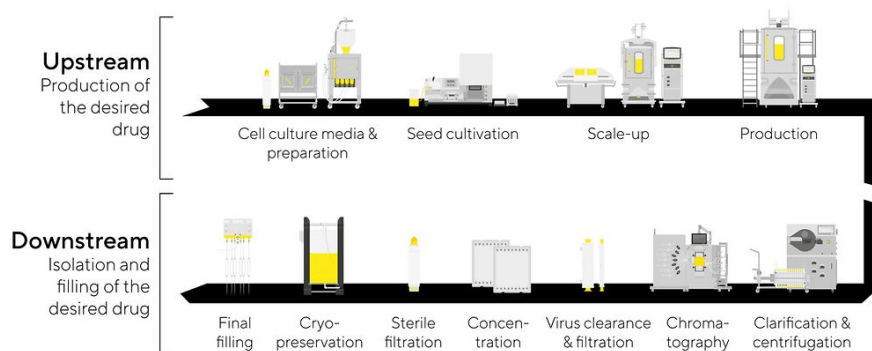 Upstream
Production of
the desired
drug
Cell culture media &
preparation
Seed cultivation
Scale-up
Production
Downstream
Isolation and
filling of the
desired drug
Final
filling
Cryo-
preservation
Sterile
filtration
Concen-
tration
Virus clearance
& filtration
Chroma-
tography
Clarification &
centrifugation